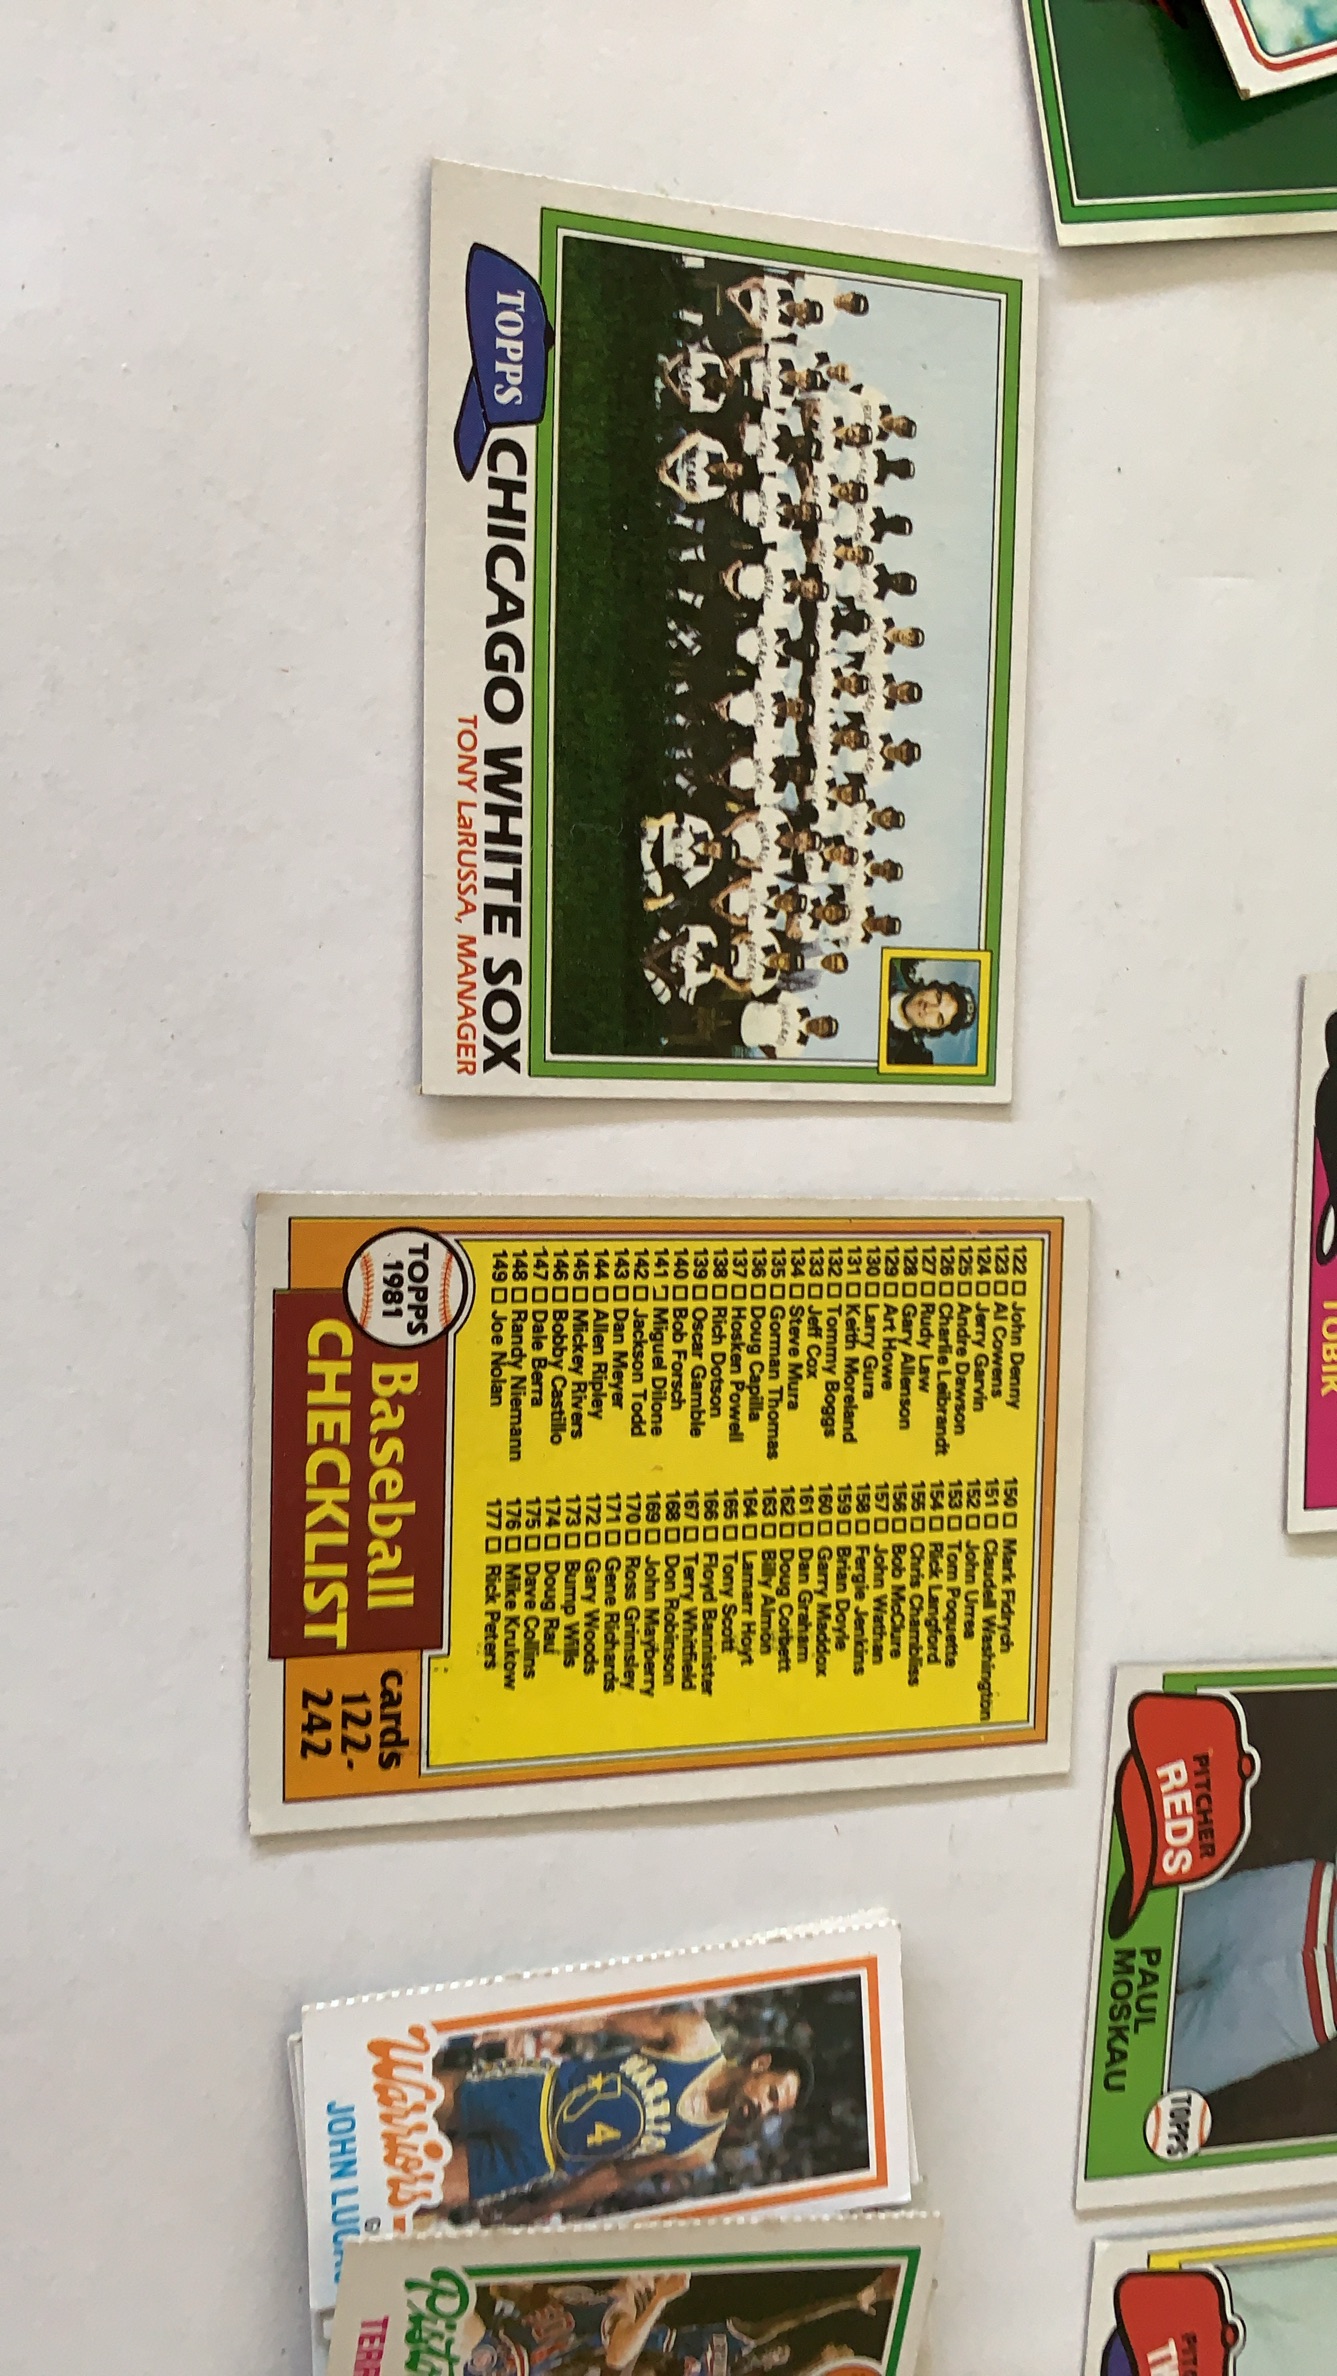 TOPPS
CHICAGO WHITE SOX
TONY LaRUSSA, MANAGER
122 John Denny
123 Al Cowens
124 Jerry Garvin
125 Andre Dawson
126 Charlie Leibrandt
127 Rudy Law
128 Gary Allenson
129 Art Howe
130 Larry Gura
131 Keith Moreland
132 Tommy Boggs
133 Jeff Cox
134 Steve Mura
135 Gorman Thomas
136 Doug Capilla
137 Hosken Powell
138 Rich Dotson
139 Oscar Gamble
140 Bob Forsch
141 Miguel Dilone
142 Jackson Todd
143 Dan Meyer
144 Allen Ripley
145 Mickey Rivers
146 Bobby Castillo
147 Dale Berra
148 Randy Niemann
149 Joe Nolan
150 Mark Fidrych
151 Claudell Washington
152 John Urrea
153 Tom Poquette
154 Rick Langford
155 Chris Chambliss
156 Bob McClure
157 John Wathan
158 Fergie Jenkins
159 Brian Doyle
160 Garry Maddox
161 Dan Graham
162 Doug Corbett
163 Billy Almon
164 Lamarr Hoyt
165 Tony Scott
166 Floyd Bannister
167 Terry Whitfield
168 Don Robinson
169 John Mayberry
170 Ross Grimsley
171 Gene Richards
172 Gary Woods
173 Bump Wills
174 Doug Rau
175 Dave Collins
176 Mike Krukow
177 Rick Peters
TOPPS
1981
Baseball
CHECKLIST
cards
122-
242
PITCHER
REDS
PAUL
MOSKAU
TOPPS
Warriors
4
JOHN